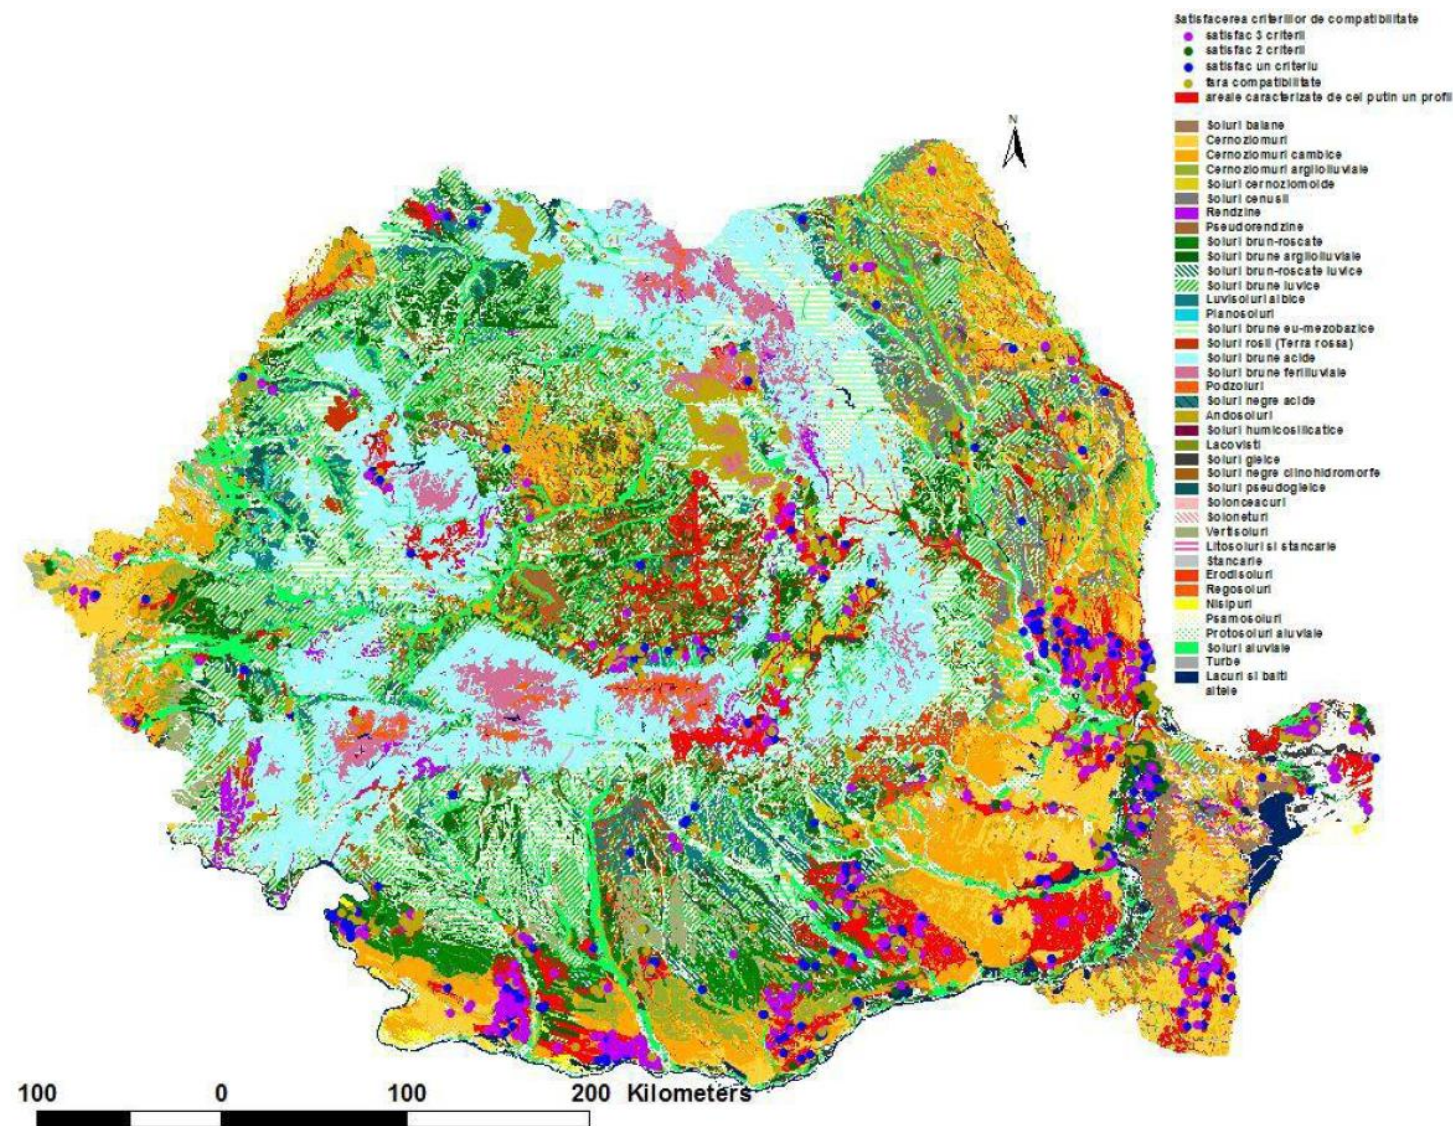 Satisfacerea criteriilor de compatibilitate
satisfac 3 criterii
satisfac 2 criterii
satisfac un criteriu
fara compatibilitate
areale caracterizate de cel putin un profil
Soluri balane
Cernoziomuri
Cernoziomuri cambice
Cernoziomuri argiloiluviale
Soluri cernoziomoide
Soluri cenusii
Rendzine
Pseudorendzine
Soluri brun-roscate
Soluri brune argiloiluviale
Soluri brun-roscate luvice
Soluri brune luvice
Luvisoluri albice
Planosoluri
Soluri brune eu-mezobazice
Soluri rosii (Terra rossa)
Soluri brune acide
Soluri brune feriiluviale
Podzoluri
Soluri negre acide
Andosoluri
Soluri humicosilicatice
Lacovisti
Soluri gleice
Soluri negre clinohidromorfe
Soluri pseudogleice
Solonceacuri
Soloneturi
Vertisoluri
Litosoluri si stancarie
Stancarie
Erodisoluri
Regosoluri
Nisipuri
Psamosoluri
Protosoluri aluviale
Soluri aluviale
Turbe
Lacuri si balti
altele
N
100 0 100 200 Kilometers